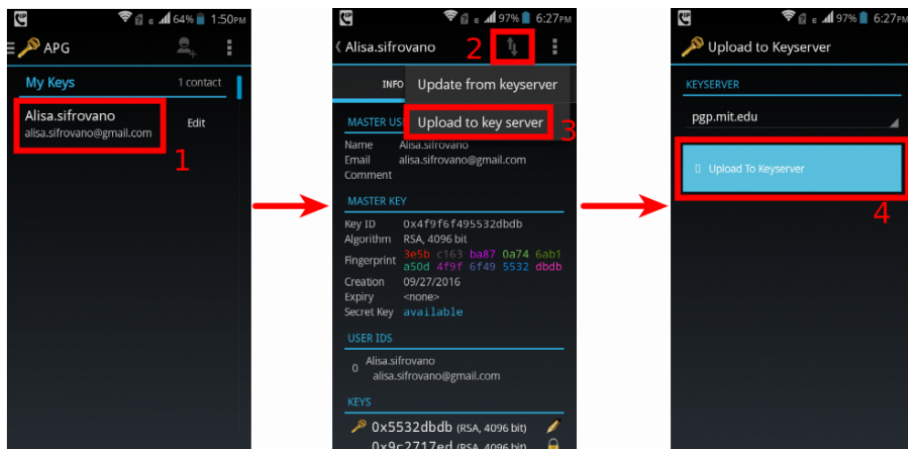 64% 1:50PM
APG
My Keys 1 contact
Alisa.sifrovano
alisa.sifrovano@gmail.com
Edit
1
97% 6:27PM
Alisa.sifrovano
2
INFO
Update from keyserver
Upload to key server
3
MASTER US
Name Alisa.sifrovano
Email alisa.sifrovano@gmail.com
Comment
MASTER KEY
Key ID 0x4f9f6f495532dbdb
Algorithm RSA, 4096 bit
Fingerprint 3e5b c163 ba87 0a74 6ab1
a50d 4f9f 6f49 5532 dbdb
Creation 09/27/2016
Expiry <none>
Secret Key available
USER IDS
0 Alisa.sifrovano
alisa.sifrovano@gmail.com
KEYS
0x5532dbdb (RSA, 4096 bit)
0x9c2717ed (RSA, 4096 bit)
97% 6:27PM
Upload to Keyserver
KEYSERVER
pgp.mit.edu
Upload To Keyserver
4